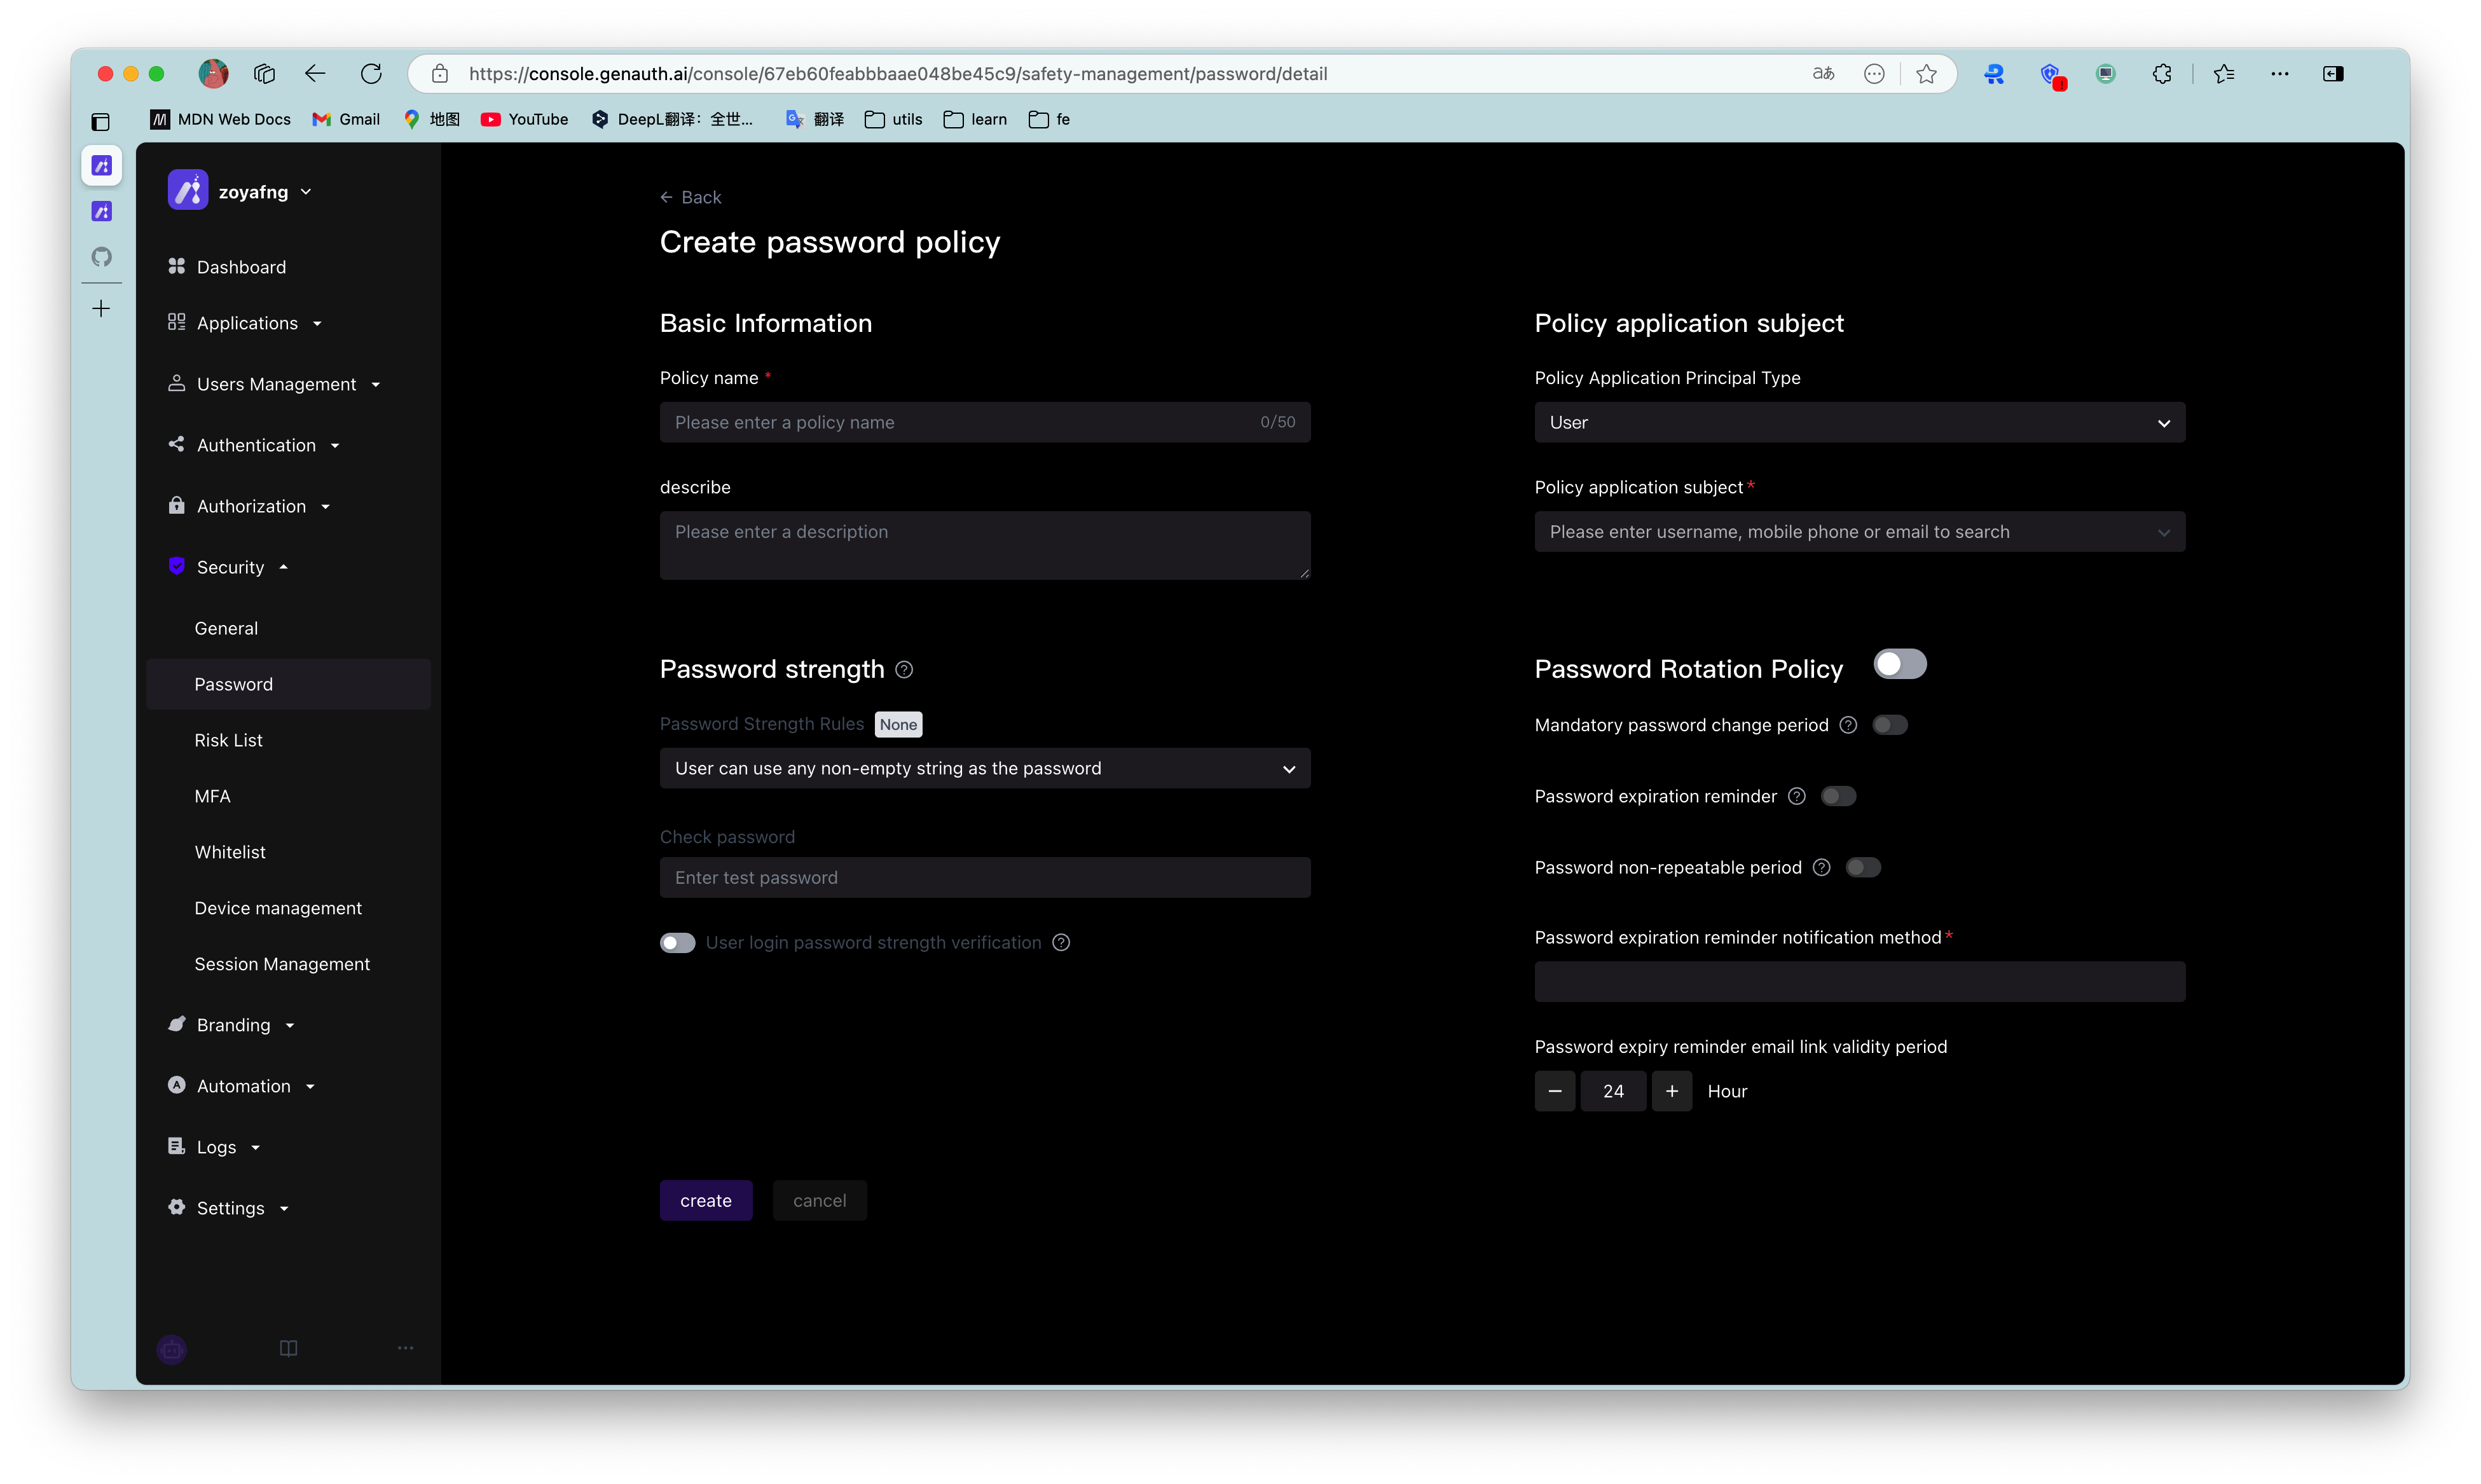 https://console.genauth.ai/console/67eb60feabbbaae048be45c9/safety-management/password/detail
MDN Web Docs
Gmail
地图
YouTube
DeepL翻译：全世...
翻译
utils
learn
fe
zoyafng
Dashboard
Applications
Users Management
Authentication
Authorization
Security
General
Password
Risk List
MFA
Whitelist
Device management
Session Management
Branding
Automation
Logs
Settings
Back
Create password policy
Basic Information
Policy name *
Please enter a policy name 0/50
describe
Please enter a description
Password strength
Password Strength Rules None
User can use any non-empty string as the password
Check password
Enter test password
User login password strength verification
create
cancel
Policy application subject
Policy Application Principal Type
User
Policy application subject*
Please enter username, mobile phone or email to search
Password Rotation Policy
Mandatory password change period
Password expiration reminder
Password non-repeatable period
Password expiration reminder notification method*
Password expiry reminder email link validity period
24
Hour